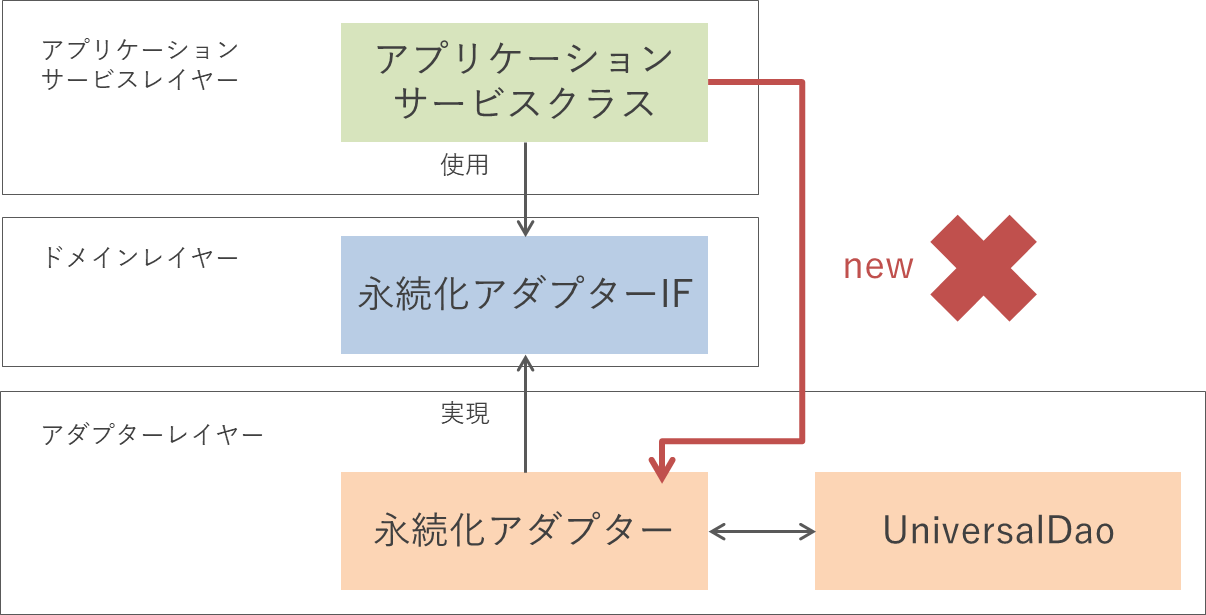 アプリケーション
サービスレイヤー
アプリケーション
サービスクラス
使用
ドメインレイヤー
永続化アダプターIF
new
実現
アダプターレイヤー
永続化アダプター
UniversalDao